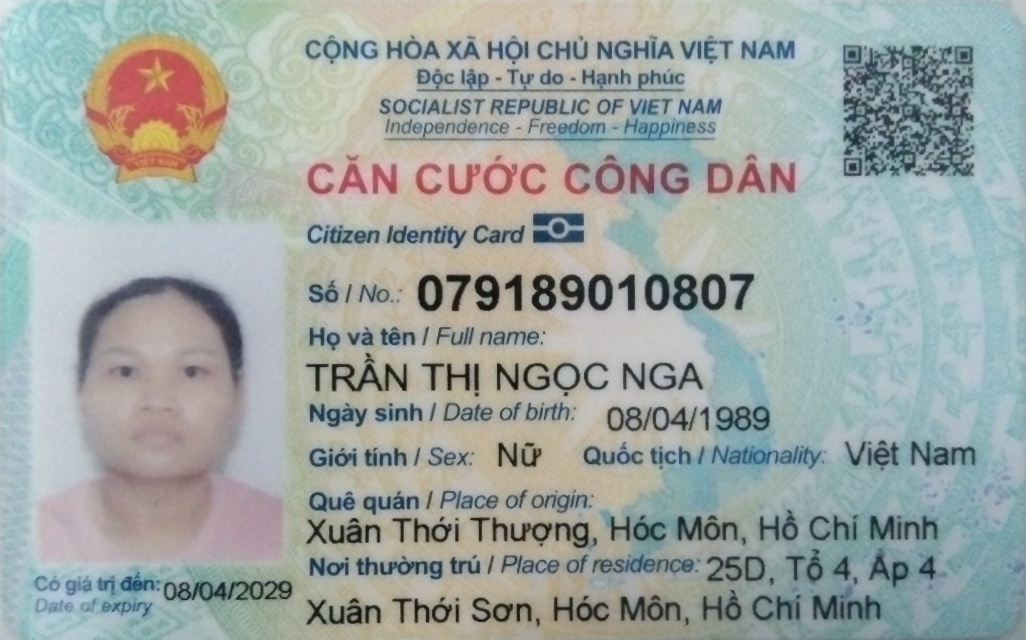 CỘNG HÒA XÃ HỘI CHỦ NGHĨA VIỆT NAM
Độc lập - Tự do - Hạnh phúc
SOCIALIST REPUBLIC OF VIET NAM
Independence - Freedom - Happiness
CĂN CƯỚC CÔNG DÂN
Citizen Identity Card
VIỆT NAM
Số / No.: 079189010807
Họ và tên / Full name:
TRẦN THỊ NGỌC NGA
Ngày sinh / Date of birth: 08/04/1989
Giới tính / Sex: Nữ Quốc tịch / Nationality: Việt Nam
Quê quán / Place of origin:
Xuân Thới Thượng, Hóc Môn, Hồ Chí Minh
Nơi thường trú / Place of residence: 25D, Tổ 4, Ấp 4
Xuân Thới Sơn, Hóc Môn, Hồ Chí Minh
Có giá trị đến: 08/04/2029
Date of expiry